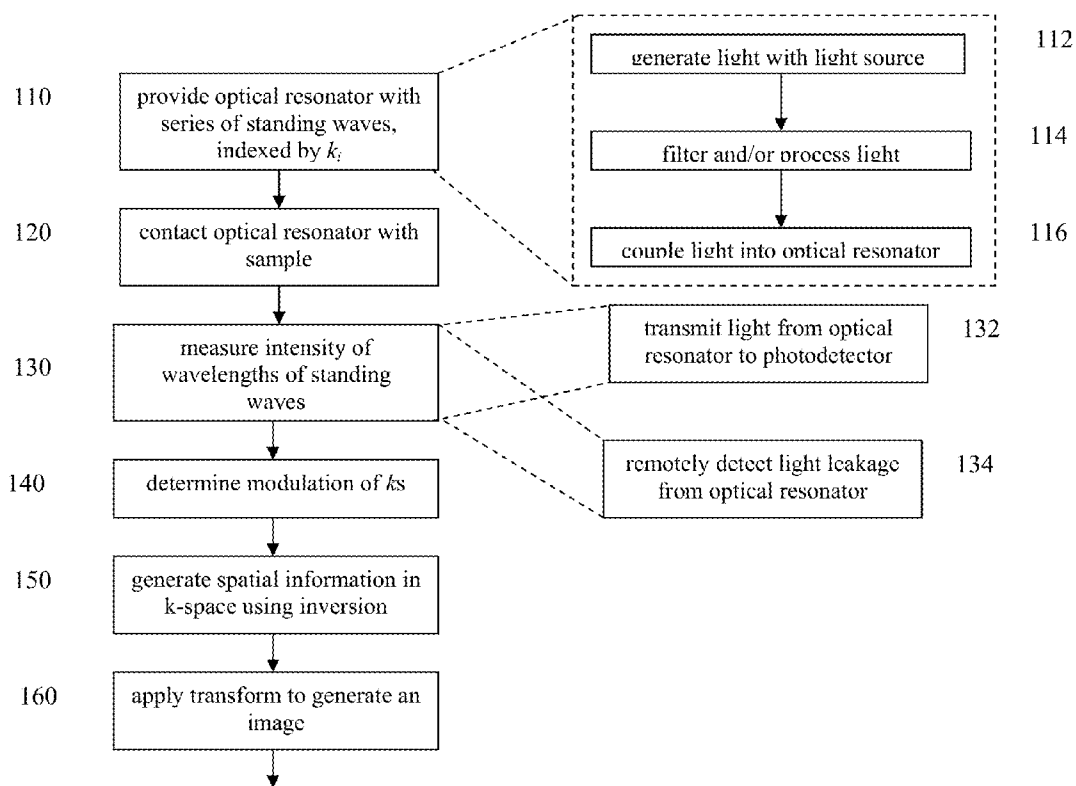 110
provide optical resonator with
series of standing waves,
indexed by kᵢ
120
contact optical resonator with
sample
130
measure intensity of
wavelengths of standing
waves
140
determine modulation of ks
150
generate spatial information in
k-space using inversion
160
apply transform to generate an
image
112
generate light with light source
114
filter and/or process light
116
couple light into optical resonator
132
transmit light from optical
resonator to photodetector
134
remotely detect light leakage
from optical resonator